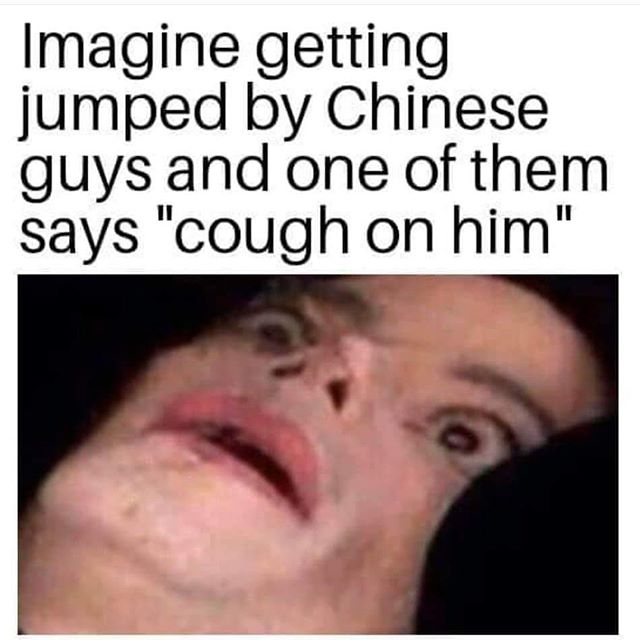 Imagine getting
jumped by Chinese
guys and one of them
says "cough on him"